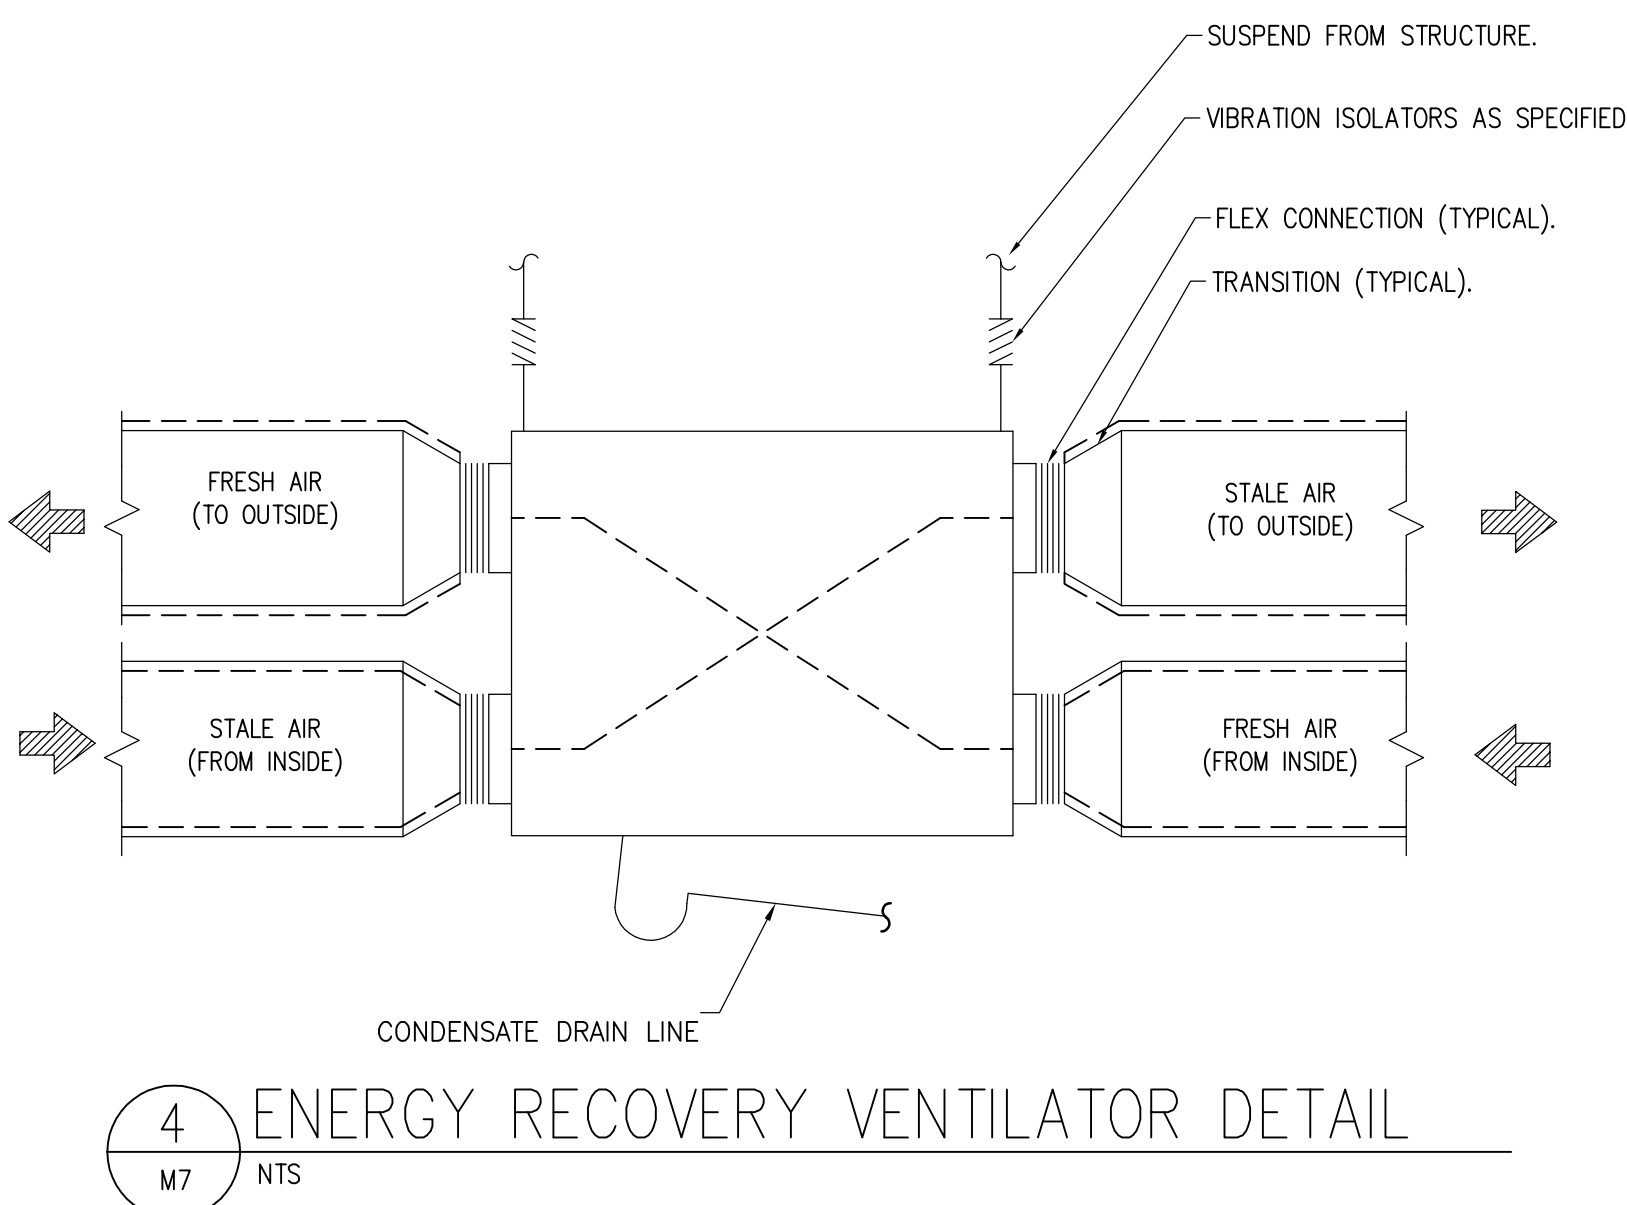 SUSPEND FROM STRUCTURE.
VIBRATION ISOLATORS AS SPECIFIED
FLEX CONNECTION (TYPICAL).
TRANSITION (TYPICAL).
FRESH AIR
(TO OUTSIDE)
STALE AIR
(TO OUTSIDE)
STALE AIR
(FROM INSIDE)
FRESH AIR
(FROM INSIDE)
CONDENSATE DRAIN LINE
4
ENERGY RECOVERY VENTILATOR DETAIL
M7
NTS